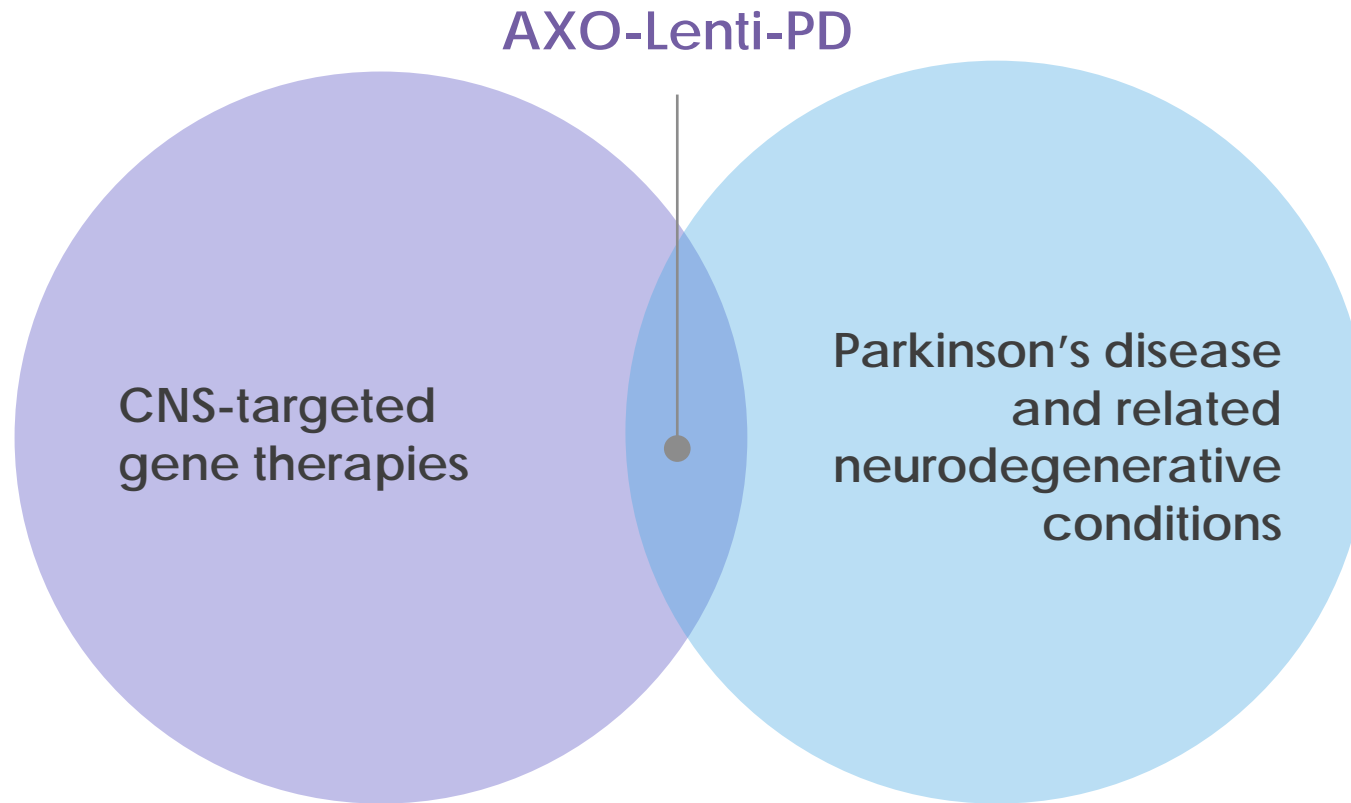 AXO-Lenti-PD
CNS-targeted
gene therapies
Parkinson’s disease
and related
neurodegenerative
conditions